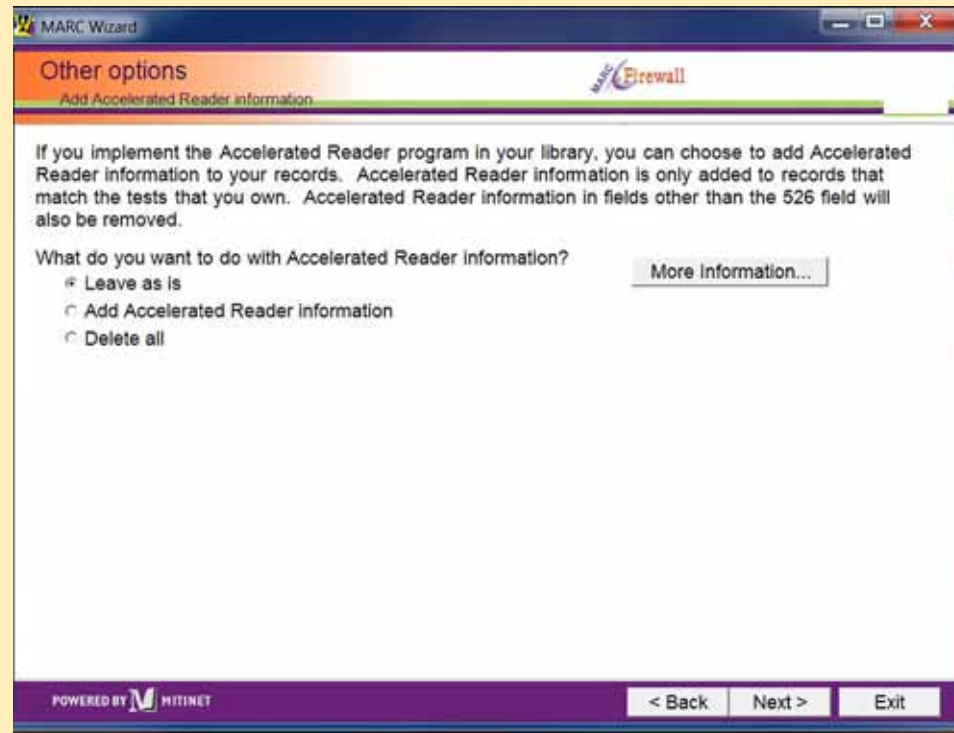 MARC Wizard
Other options
Add Accelerated Reader information
MARC Firewall
If you implement the Accelerated Reader program in your library, you can choose to add Accelerated
Reader information to your records. Accelerated Reader information is only added to records that
match the tests that you own. Accelerated Reader information in fields other than the 526 field will
also be removed.
What do you want to do with Accelerated Reader information?
More Information...
Leave as is
Add Accelerated Reader information
Delete all
POWERED BY M MITINET
< Back
Next >
Exit